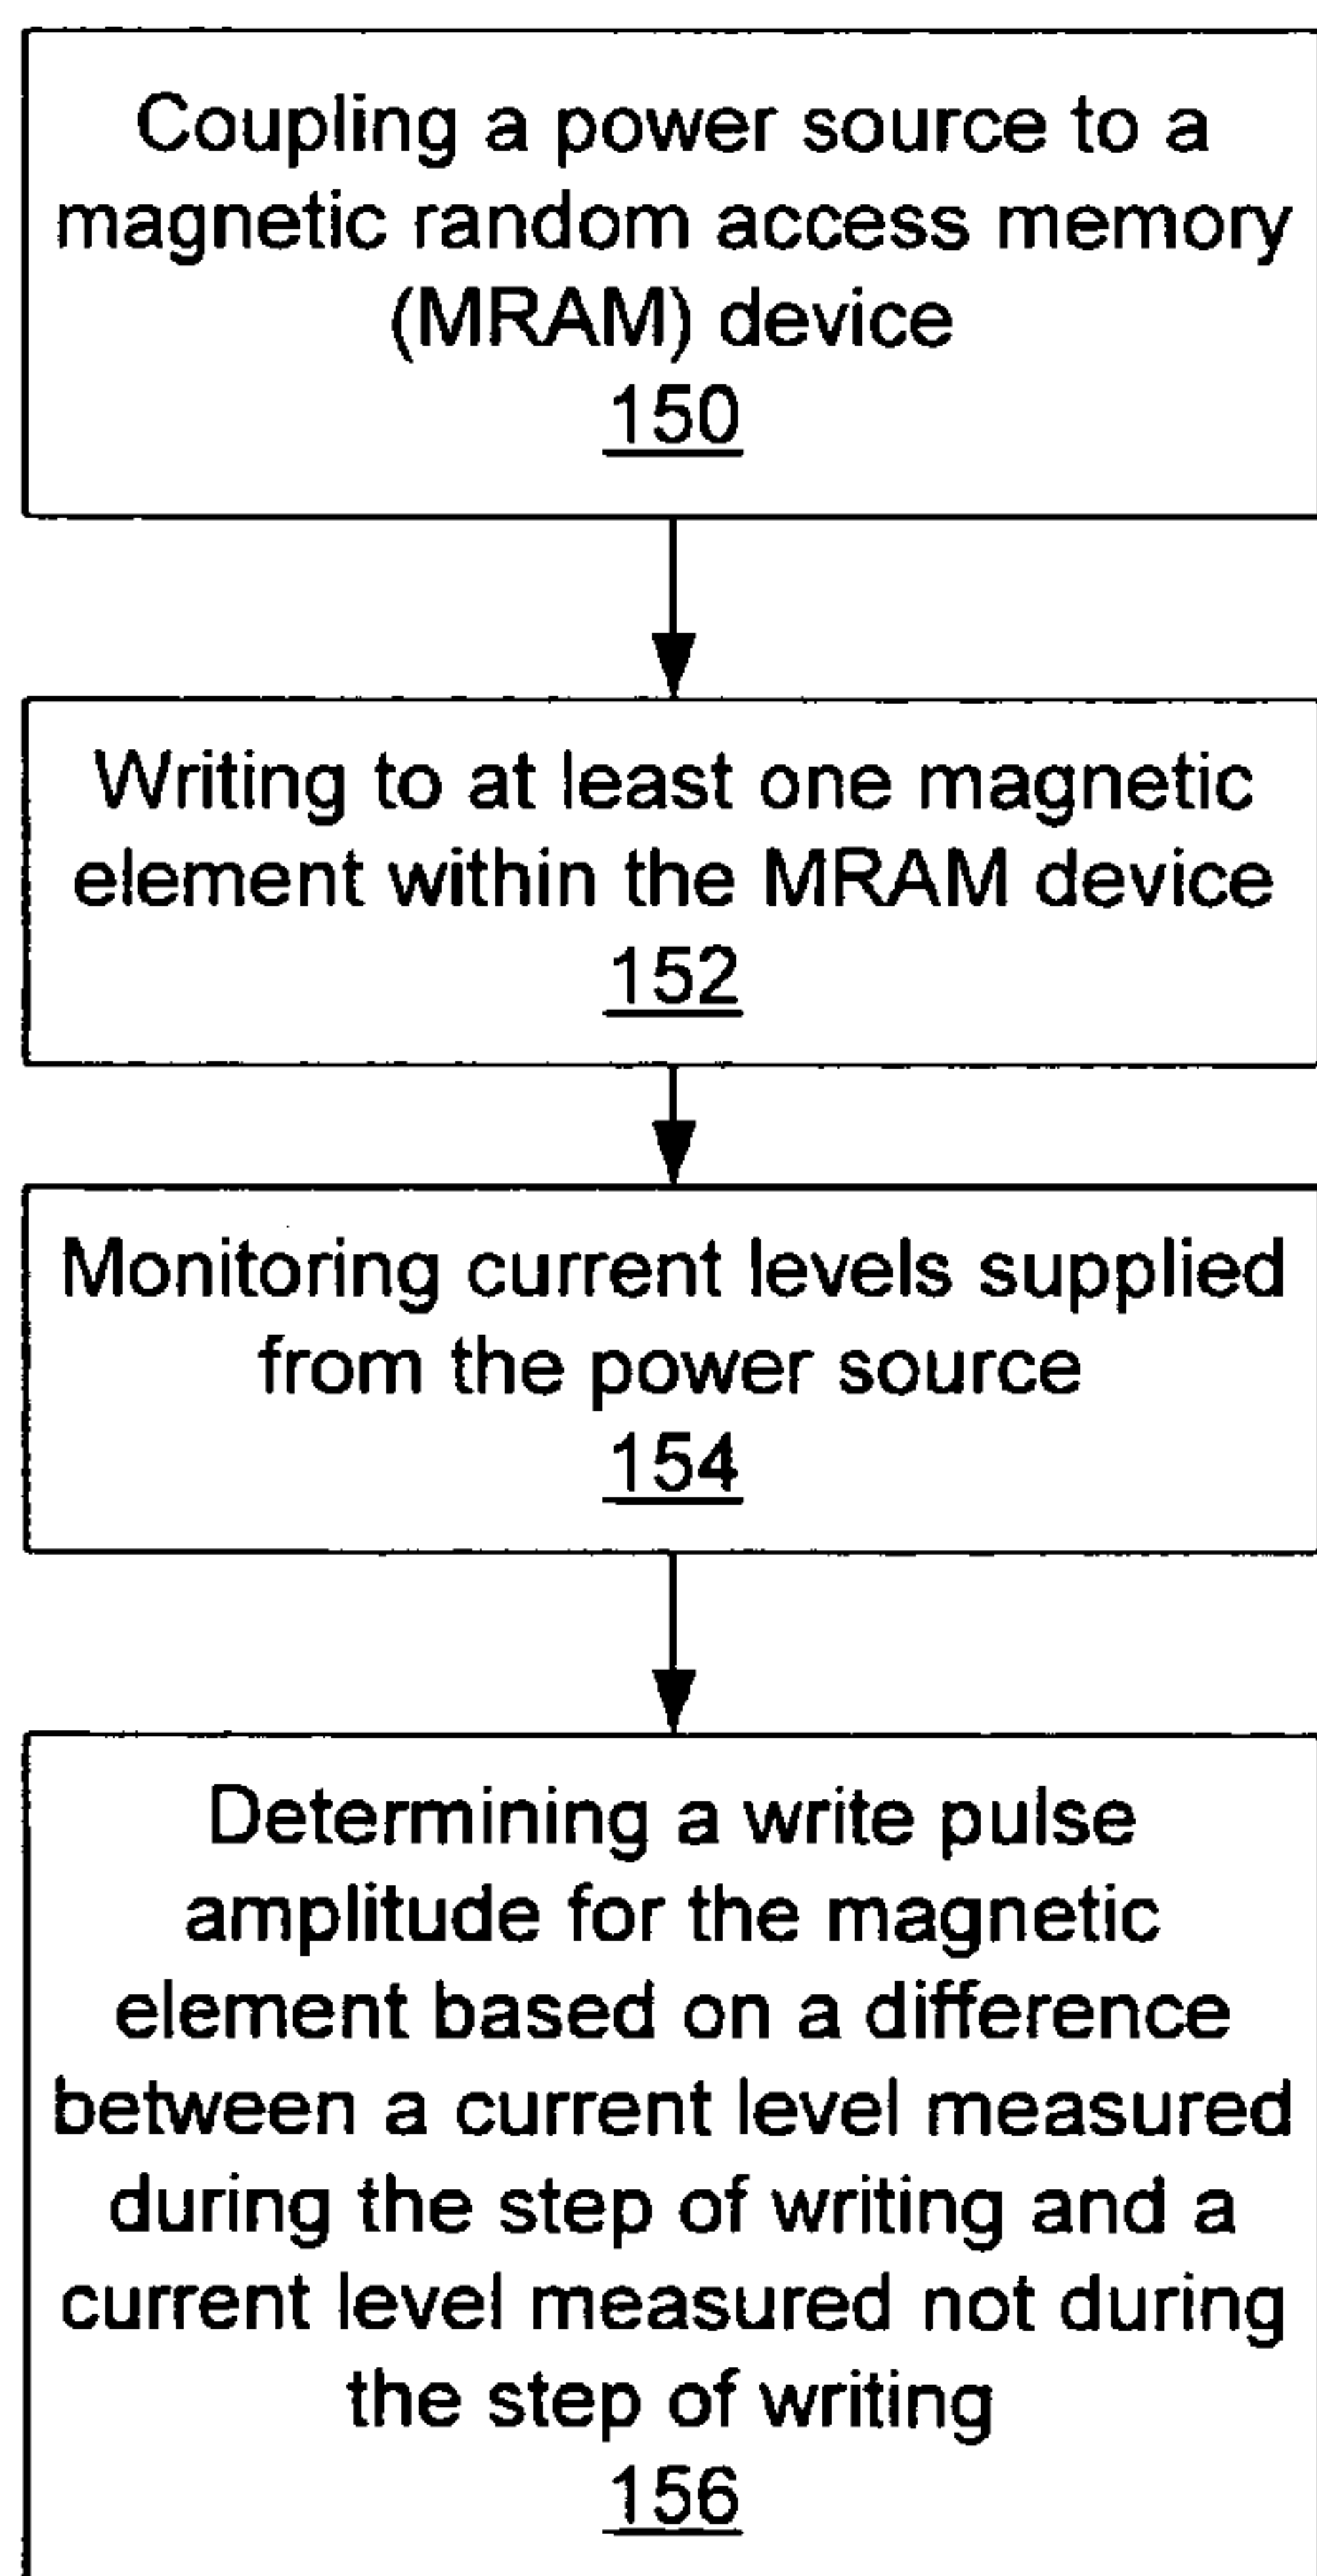 Coupling a power source to a
magnetic random access memory
(MRAM) device
150
Writing to at least one magnetic
element within the MRAM device
152
Monitoring current levels supplied
from the power source
154
Determining a write pulse
amplitude for the magnetic
element based on a difference
between a current level measured
during the step of writing and a
current level measured not during
the step of writing
156